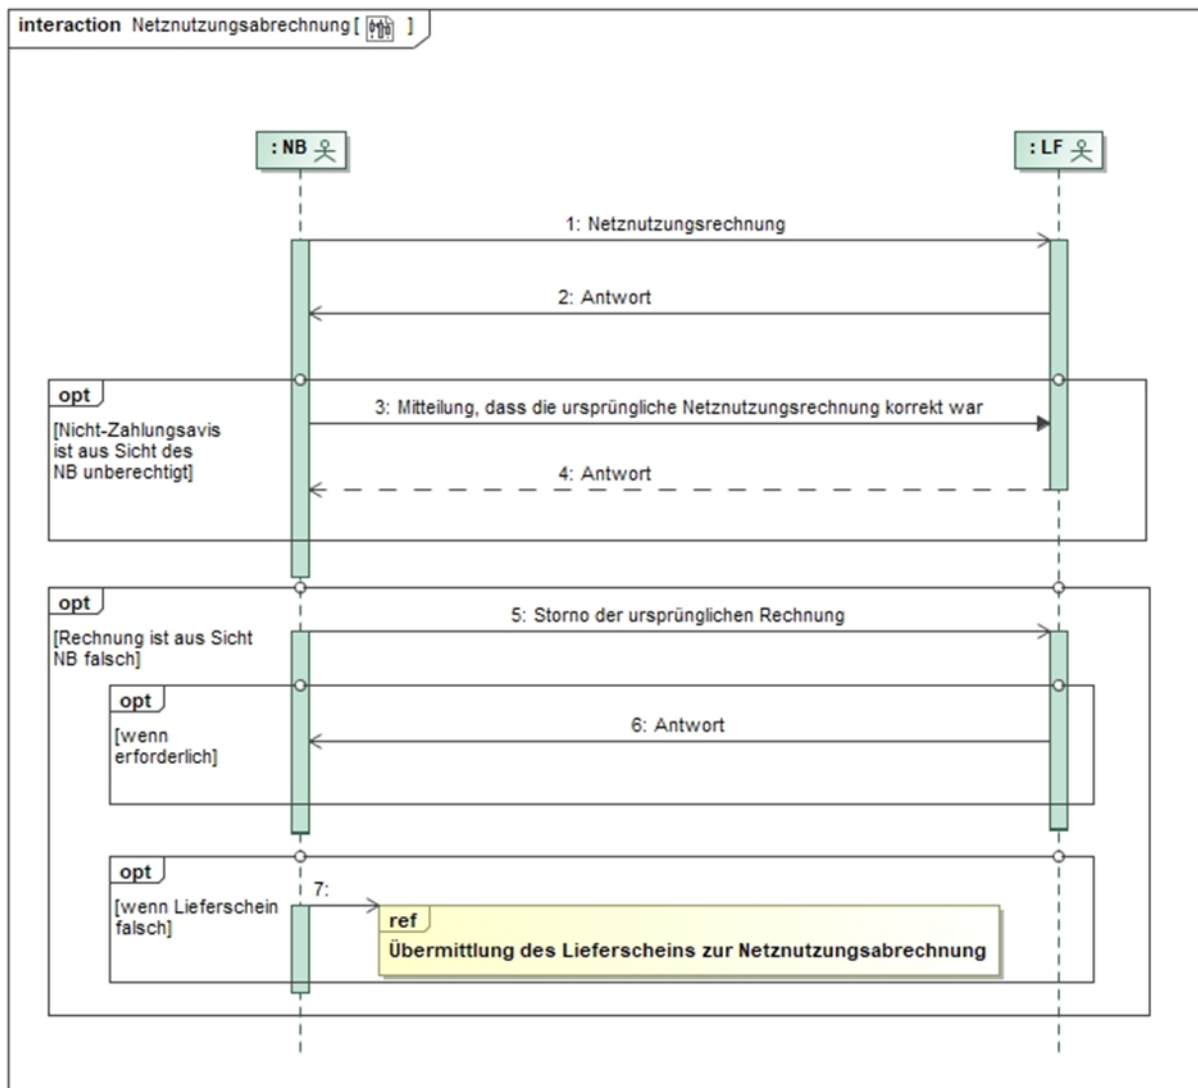 interaction Netznutzungsabrechnung[ ]
: NB
: LF
1: Netznutzungsrechnung
2: Antwort
opt
3: Mitteilung, dass die ursprüngliche Netznutzungsrechnung korrekt war
[Nicht-Zahlungsavis
ist aus Sicht des
NB unberechtigt]
4: Antwort
opt
5: Storno der ursprünglichen Rechnung
[Rechnung ist aus Sicht
NB falsch]
opt
6: Antwort
[wenn
erforderlich]
opt
7:
[wenn Lieferschein
falsch]
ref
Übermittlung des Lieferscheins zur Netznutzungsabrechnung